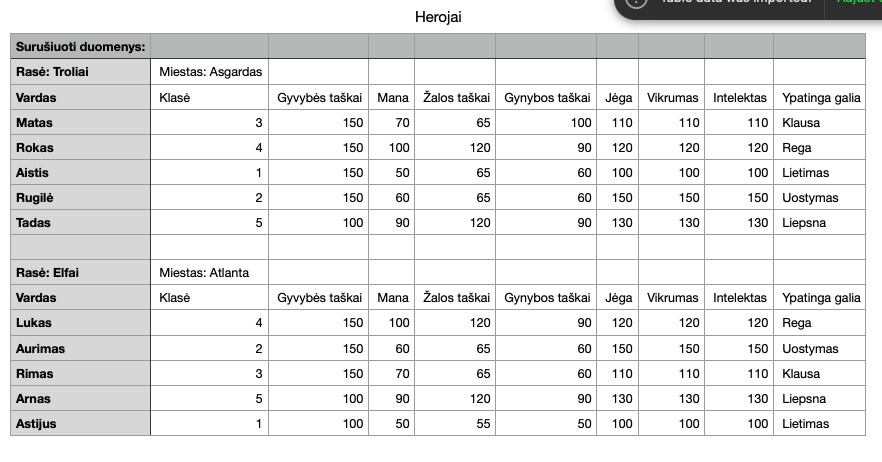 Table data was imported.
Herojai
Surušiuoti duomenys:
Rasė: Troliai Miestas: Asgardas
Vardas Klasė Gyvybės taškai Mana Žalos taškai Gynybos taškai Jėga Vikrumas Intelektas Ypatinga galia
Matas 3 150 70 65 100 110 110 110 Klausa
Rokas 4 150 100 120 90 120 120 120 Rega
Aistis 1 150 50 65 60 100 100 100 Lietimas
Rugilė 2 150 60 65 60 150 150 150 Uostymas
Tadas 5 100 90 120 90 130 130 130 Liepsna
Rasė: Elfai Miestas: Atlanta
Vardas Klasė Gyvybės taškai Mana Žalos taškai Gynybos taškai Jėga Vikrumas Intelektas Ypatinga galia
Lukas 4 150 100 120 90 120 120 120 Rega
Aurimas 2 150 60 65 60 150 150 150 Uostymas
Rimas 3 150 70 65 60 110 110 110 Klausa
Arnas 5 100 90 120 90 130 130 130 Liepsna
Astijus 1 100 50 55 50 100 100 100 Lietimas